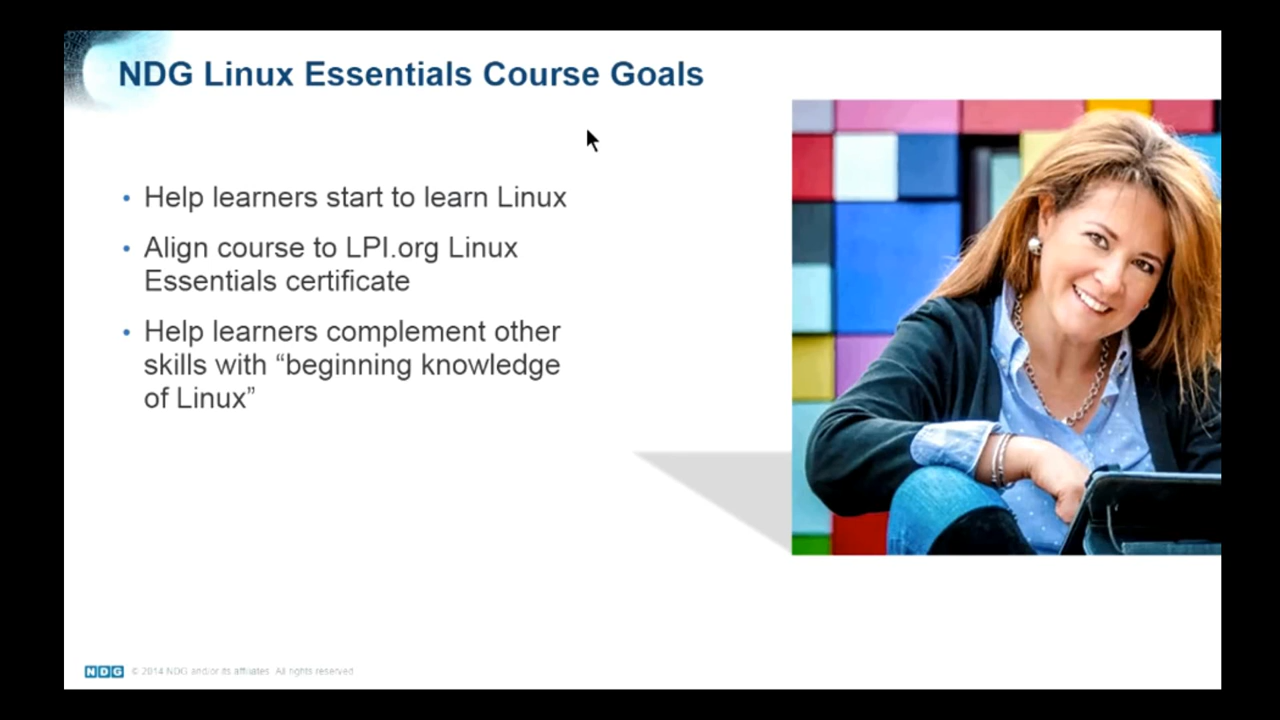 NDG Linux Essentials Course Goals
• Help learners start to learn Linux
• Align course to LPI.org Linux
Essentials certificate
• Help learners complement other
skills with “beginning knowledge
of Linux”
NDG © 2014 NDG and/or its affiliates. All rights reserved